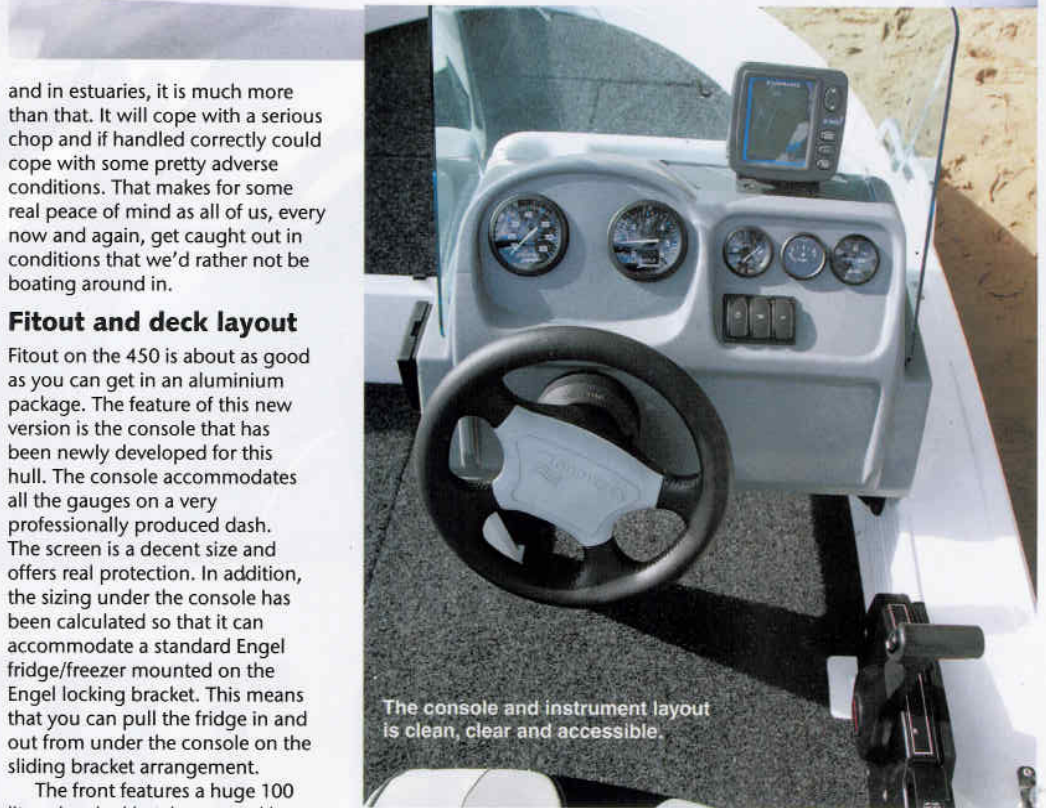 and in estuaries, it is much more
than that. It will cope with a serious
chop and if handled correctly could
cope with some pretty adverse
conditions. That makes for some
real peace of mind as all of us, every
now and again, get caught out in
conditions that we'd rather not be
boating around in.
Fitout and deck layout
Fitout on the 450 is about as good
as you can get in an aluminium
package. The feature of this new
version is the console that has
been newly developed for this
hull. The console accommodates
all the gauges on a very
professionally produced dash.
The screen is a decent size and
offers real protection. In addition,
the sizing under the console has
been calculated so that it can
accommodate a standard Engel
fridge/freezer mounted on the
Engel locking bracket. This means
that you can pull the fridge in and
out from under the console on the
sliding bracket arrangement.
The front features a huge 100
The console and instrument layout
is clean, clear and accessible.